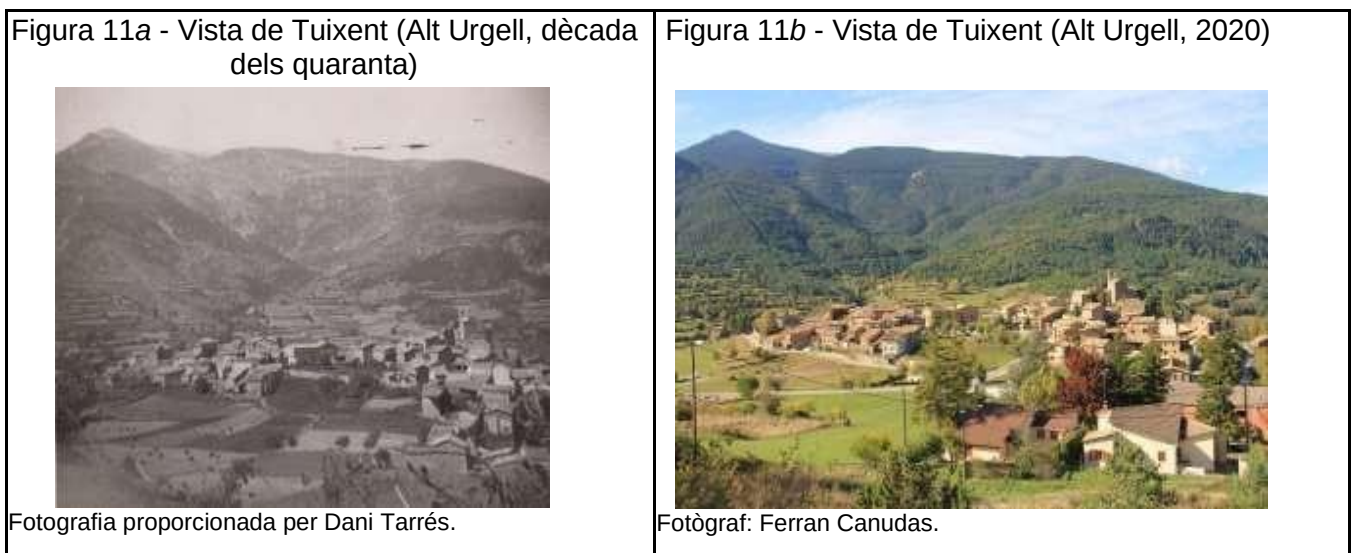 Figura 11a - Vista de Tuixent (Alt Urgell, dècada
dels quaranta)
Fotografia proporcionada per Dani Tarrés.
Figura 11b - Vista de Tuixent (Alt Urgell, 2020)
Fotògraf: Ferran Canudas.